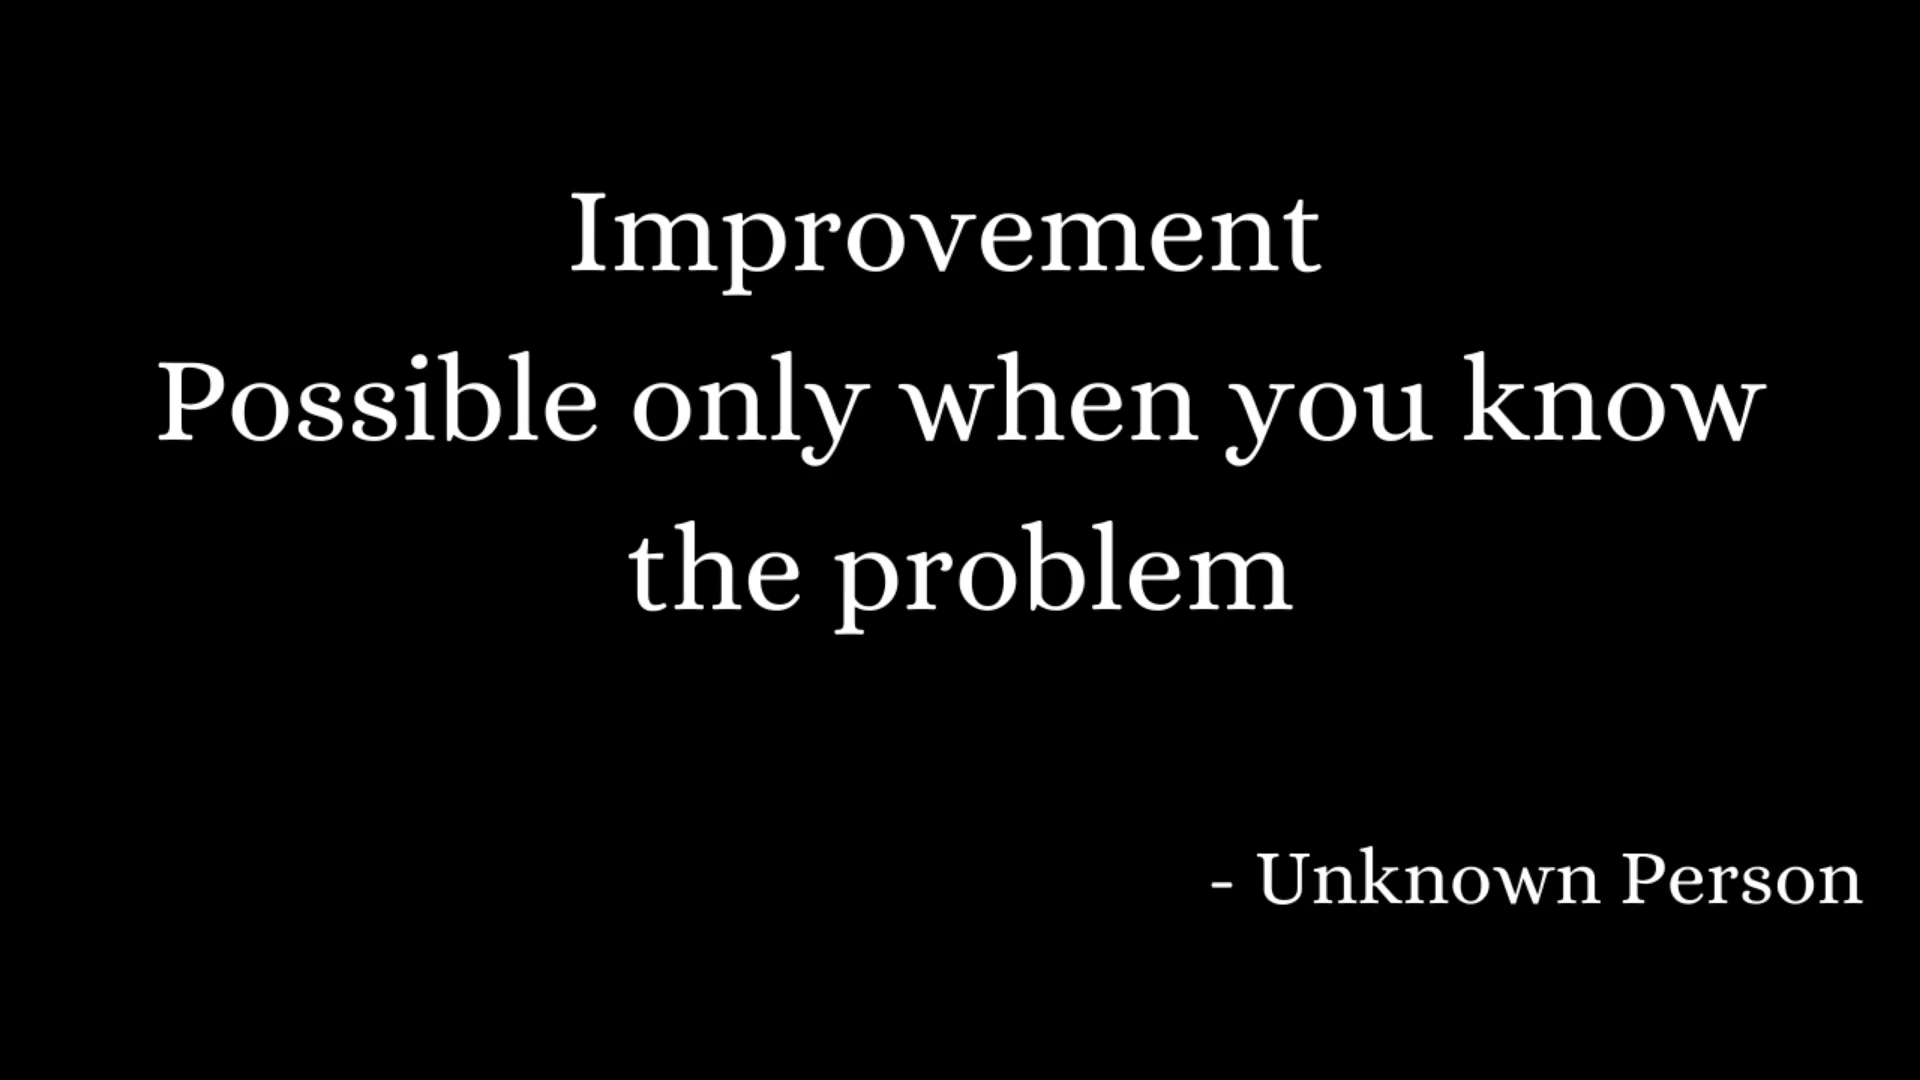 Improvement
Possible only when you know
the problem
- Unknown Person